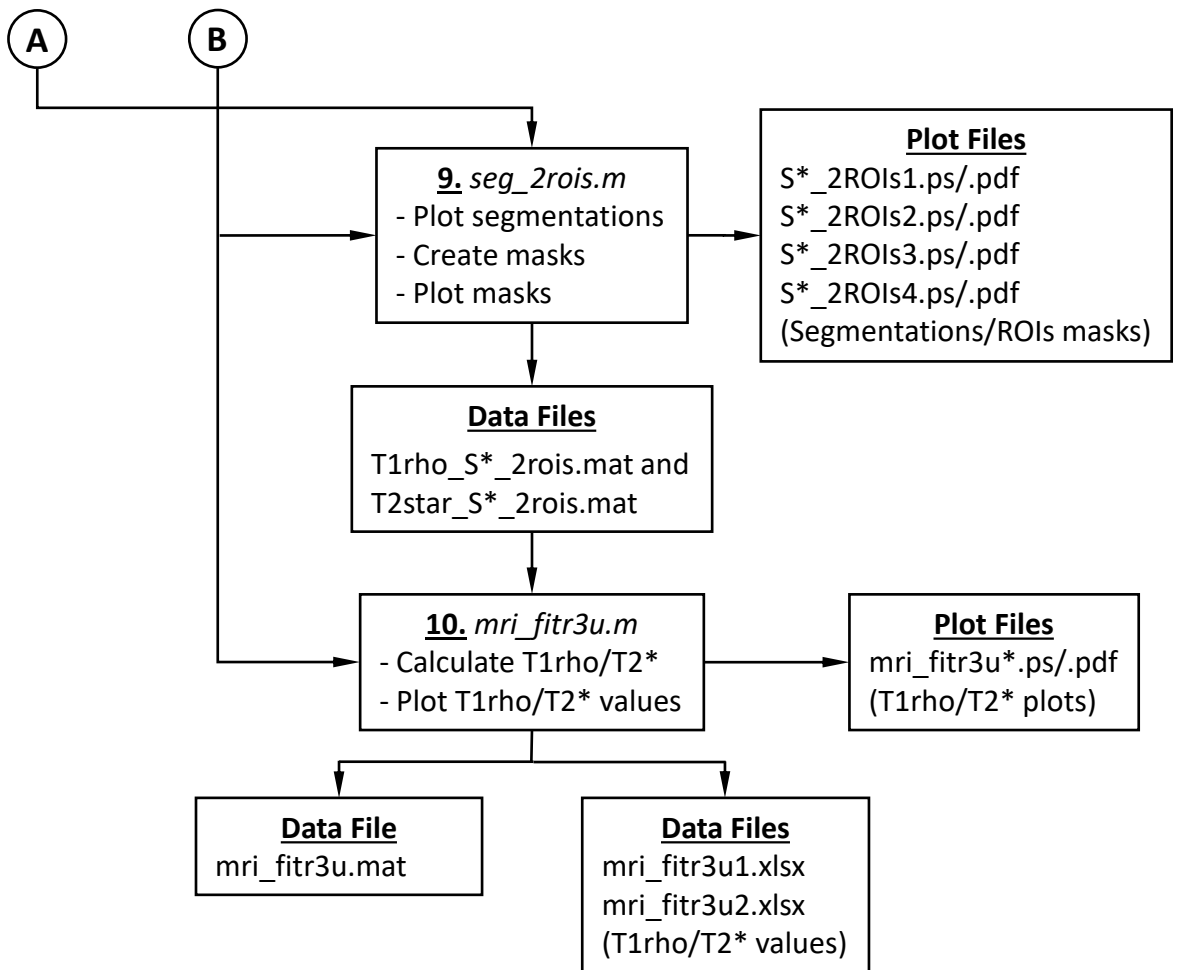 A
B
9. seg_2rois.m
- Plot segmentations
- Create masks
- Plot masks
Plot Files
S*_2ROIs1.ps/.pdf
S*_2ROIs2.ps/.pdf
S*_2ROIs3.ps/.pdf
S*_2ROIs4.ps/.pdf
(Segmentations/ROIs masks)
Data Files
T1rho_S*_2rois.mat and
T2star_S*_2rois.mat
10. mri_fitr3u.m
- Calculate T1rho/T2*
- Plot T1rho/T2* values
Plot Files
mri_fitr3u*.ps/.pdf
(T1rho/T2* plots)
Data File
mri_fitr3u.mat
Data Files
mri_fitr3u1.xlsx
mri_fitr3u2.xlsx
(T1rho/T2* values)